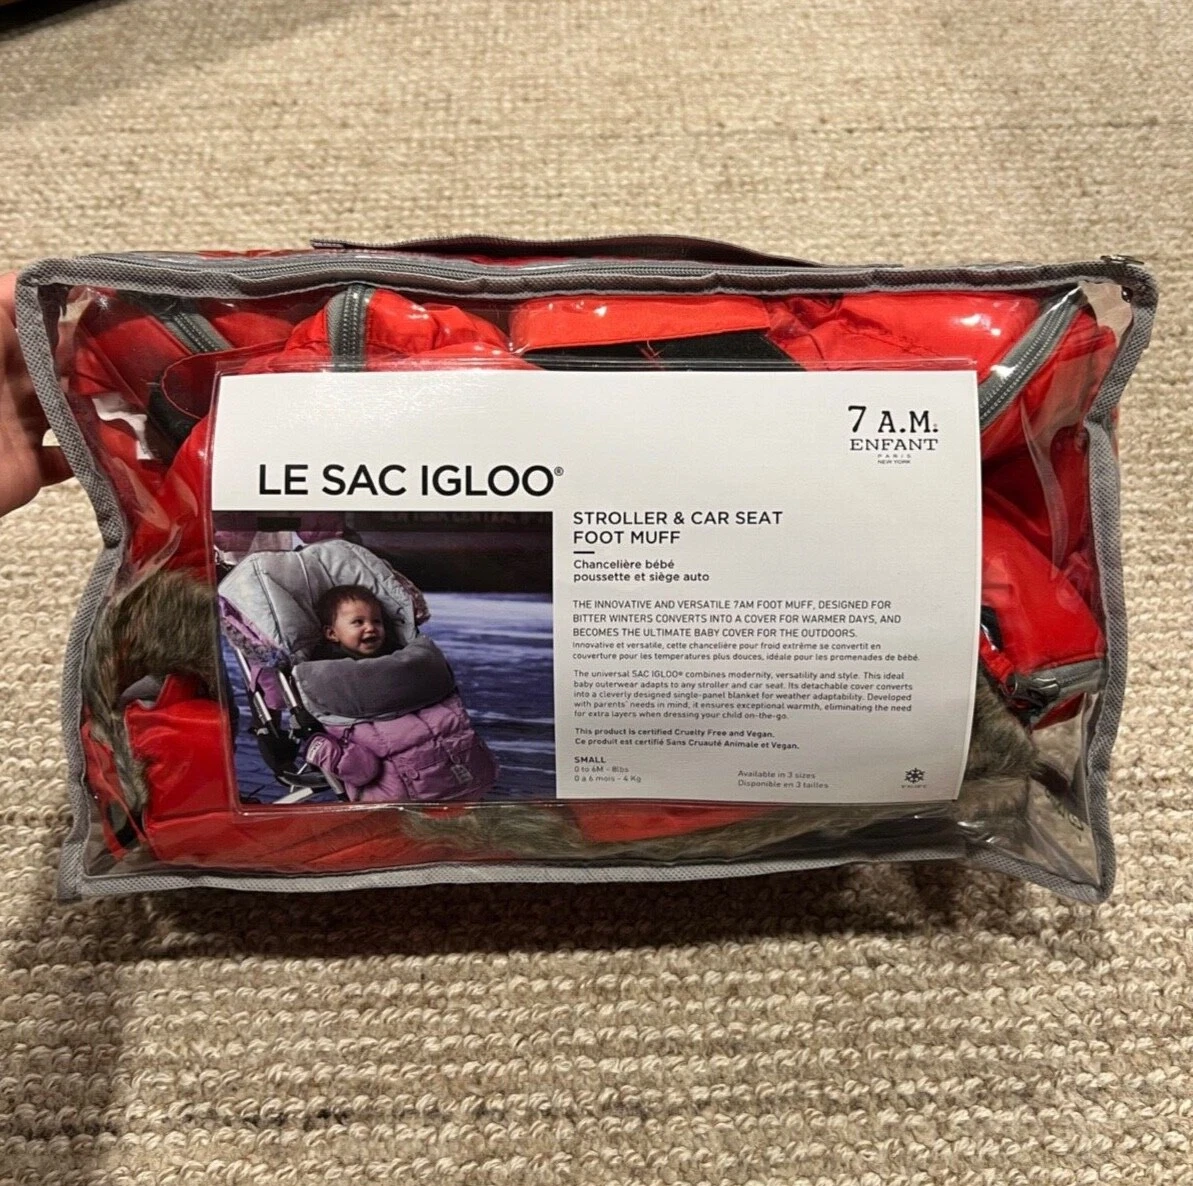 7 A.M.
ENFANT
PARIS
NEW YORK
LE SAC IGLOO®
STROLLER & CAR SEAT
FOOT MUFF
Chancelière bébé
poussette et siège auto
THE INNOVATIVE AND VERSATILE 7AM FOOT MUFF, DESIGNED FOR
BITTER WINTERS CONVERTS INTO A COVER FOR WARMER DAYS, AND
BECOMES THE ULTIMATE BABY COVER FOR THE OUTDOORS.
Innovative et versatile, cette chancelière pour froid extrême se convertit en
couverture pour les temperatures plus douces, idéale pour les promenades de bébé.
The universal SAC IGLOO® combines modernity, versatility and style. This ideal
baby outerwear adapts to any stroller and car seat. Its detachable cover converts
into a cleverly designed single-panel blanket for weather adaptability. Developed
with parents' needs in mind, it ensures exceptional warmth, eliminating the need
for extra layers when dressing your child on-the-go.
This product is certified Cruelty Free and Vegan.
Ce produit est certifié Sans Cruauté Animale et Vegan.
SMALL
0 to 6M - 8lbs
0 à 6 mois - 4 Kg
Available in 3 sizes
Disponible en 3 tailles